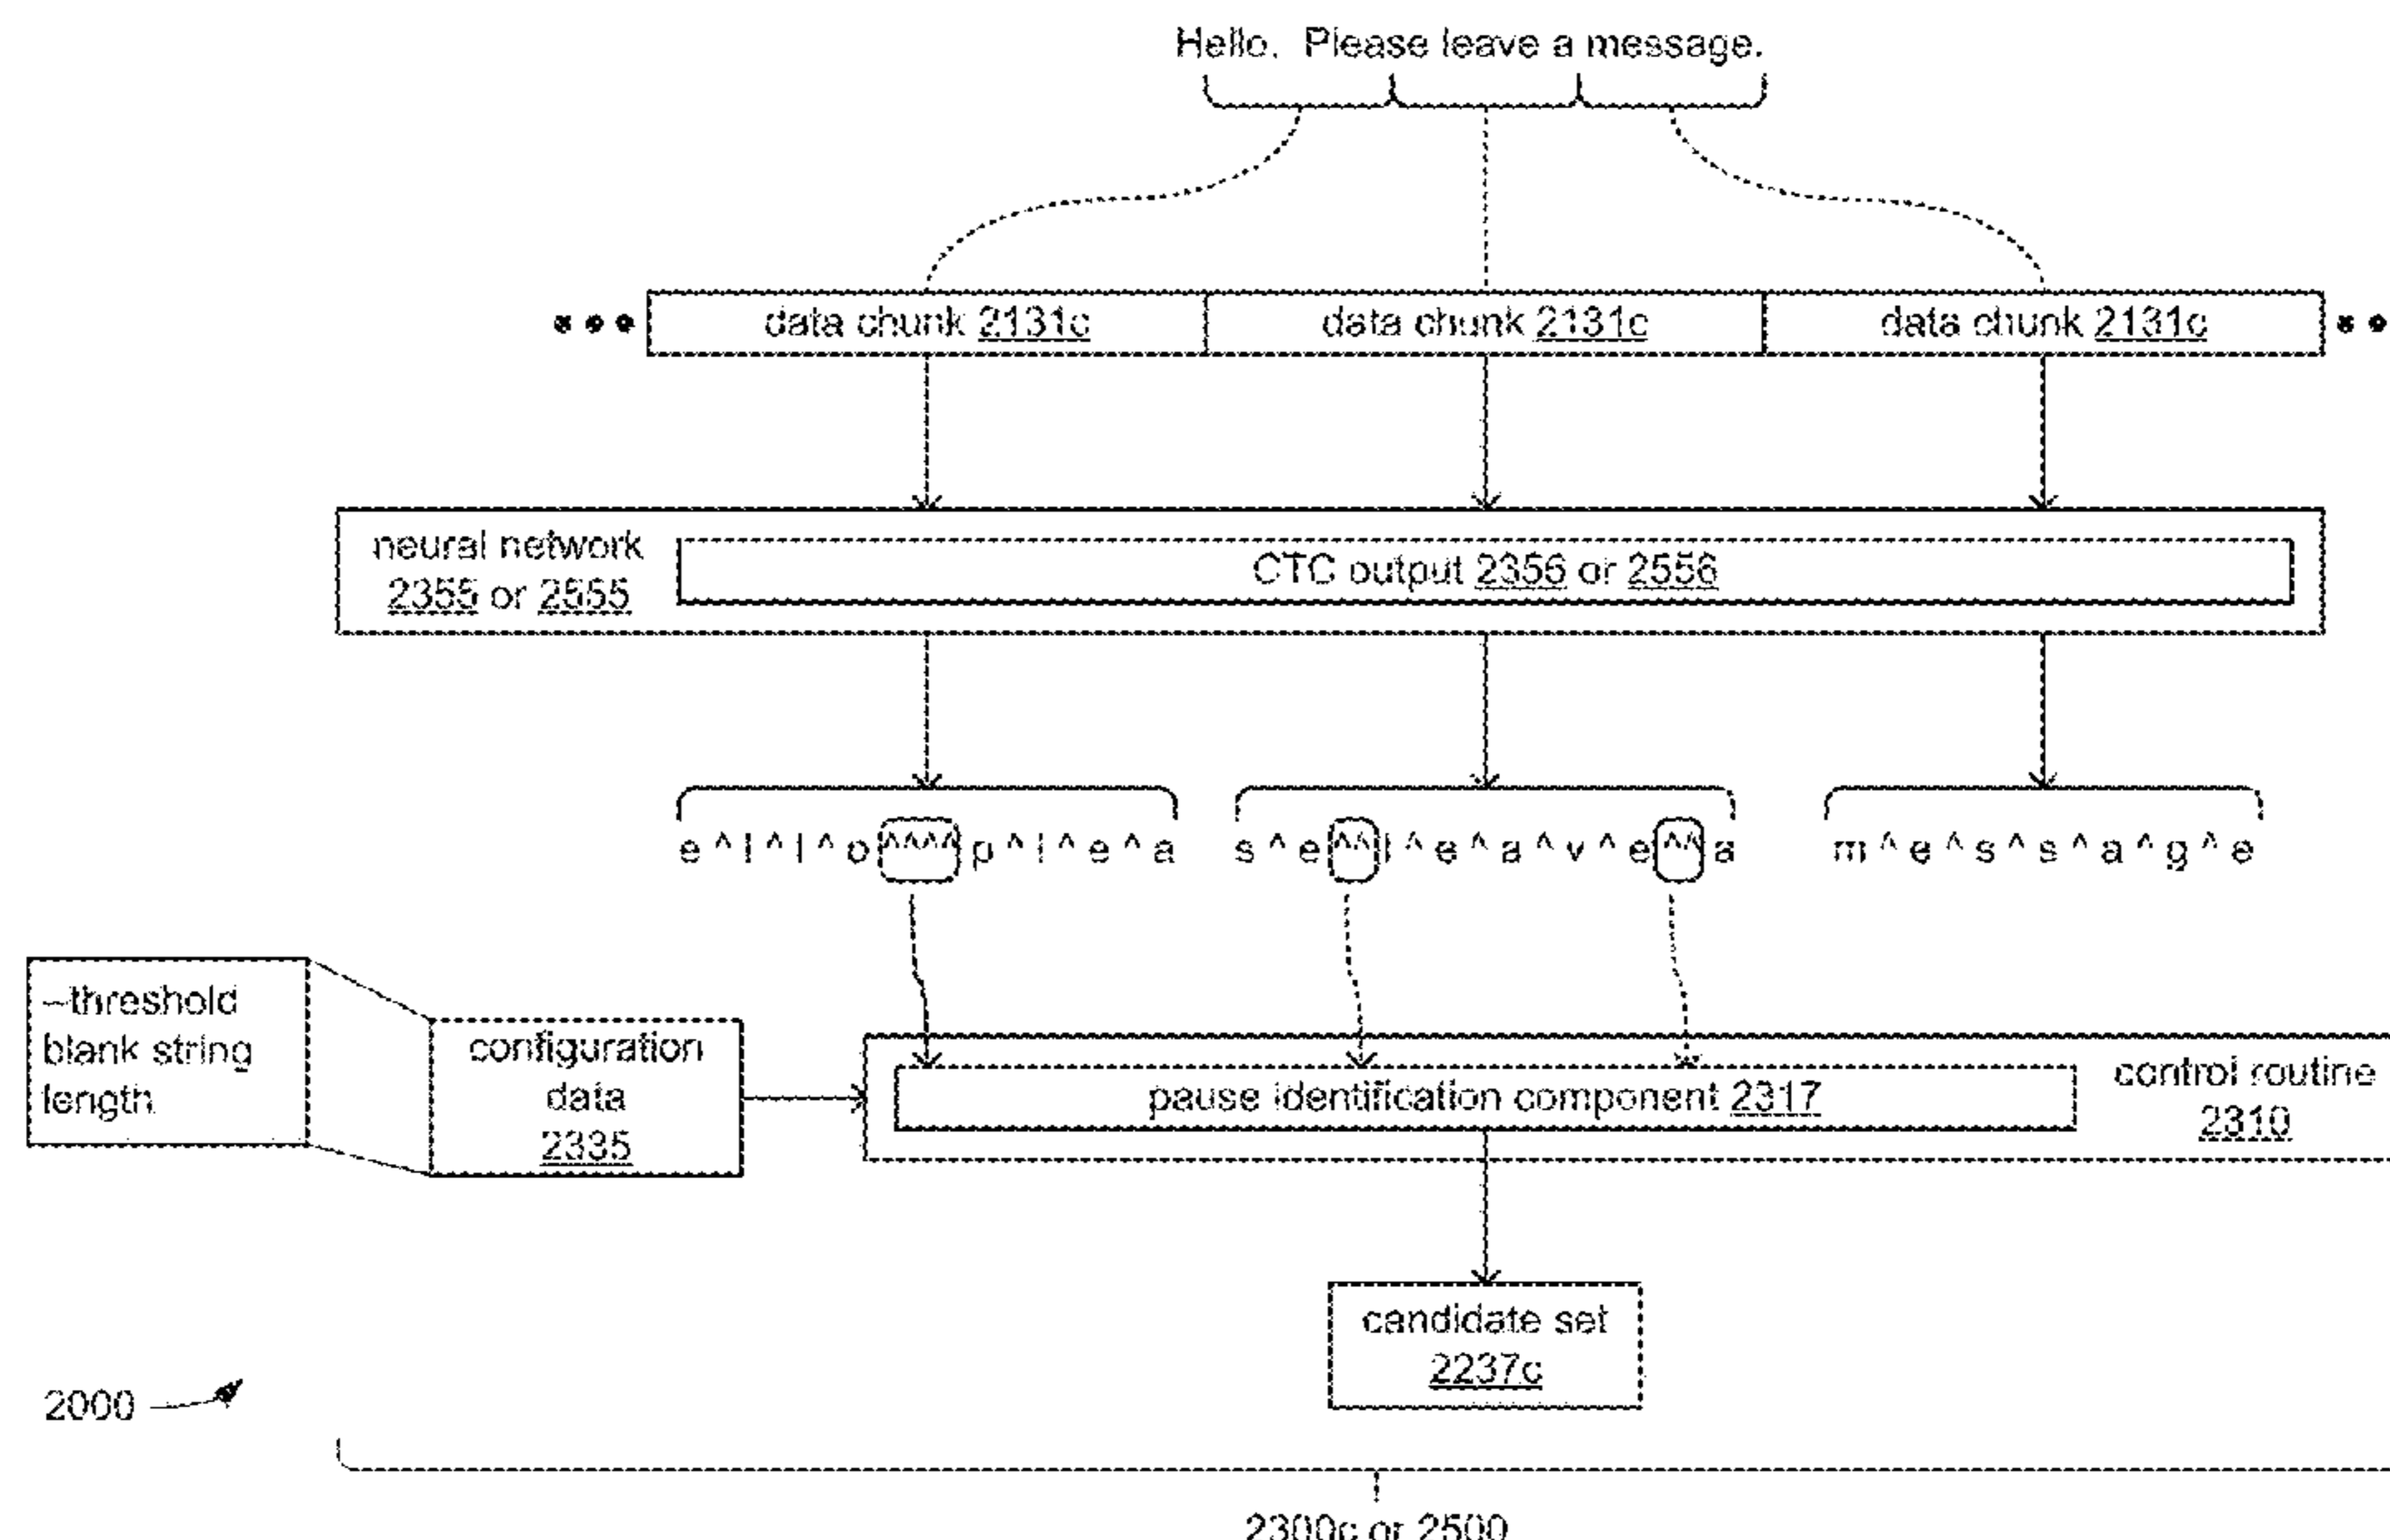 Hello. Please leave a message.
data chunk 2131c
data chunk 2131c
data chunk 2131c
neural network
2355 or 2555
CTC output 2356 or 2556
e ^ l ^ l ^ o ^^^^ p ^ l ^ e ^ a
s ^ e ^^ l ^ e ^ a ^ v ^ e ^^ a
m ^ e ^ s ^ s ^ a ^ g ^ e
–threshold
blank string
length
configuration
data
2335
pause identification component 2317
control routine
2310
candidate set
2237c
2000
2300c or 2500